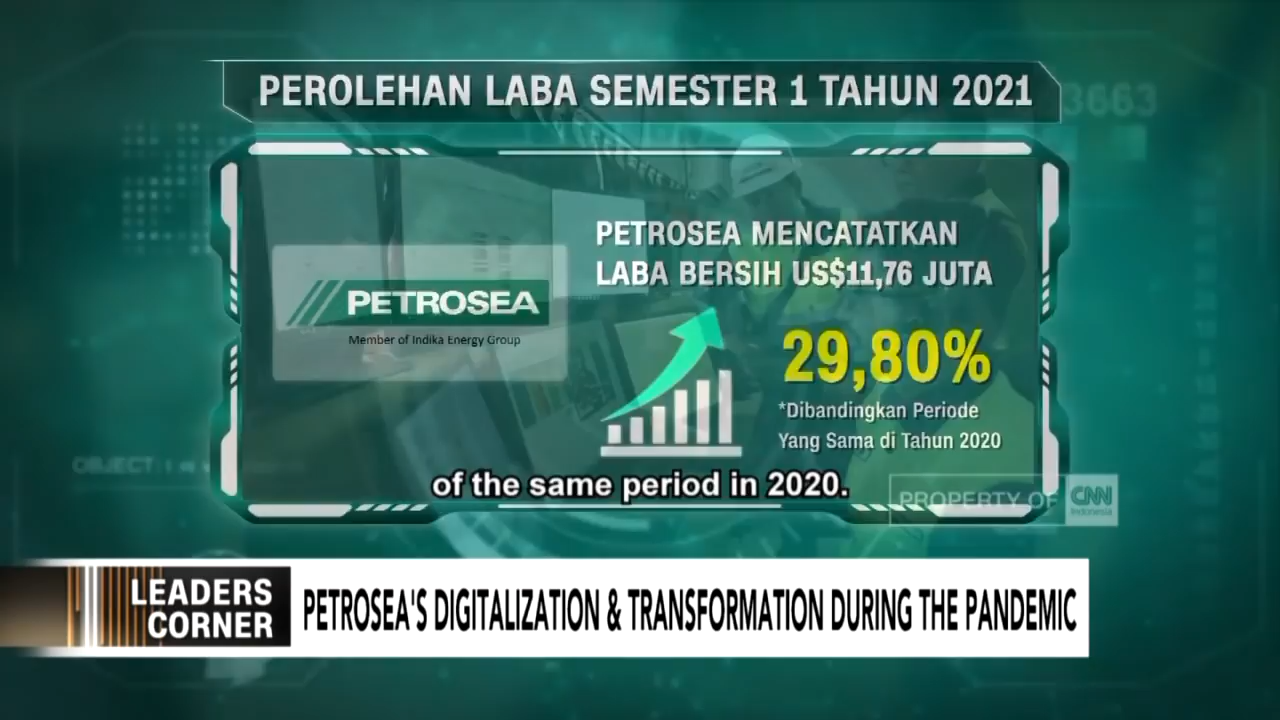 PEROLEHAN LABA SEMESTER 1 TAHUN 2021
3663
PETROSEA MENCATATKAN
LABA BERSIH US$11,76 JUTA
PETROSEA
Member of Indika Energy Group
29,80%
*Dibandingkan Periode
Yang Sama di Tahun 2020
OBJECT:
of the same period in 2020.
PROPERTY OF CNN Indonesia
LEADERS
CORNER
PETROSEA'S DIGITALIZATION & TRANSFORMATION DURING THE PANDEMIC